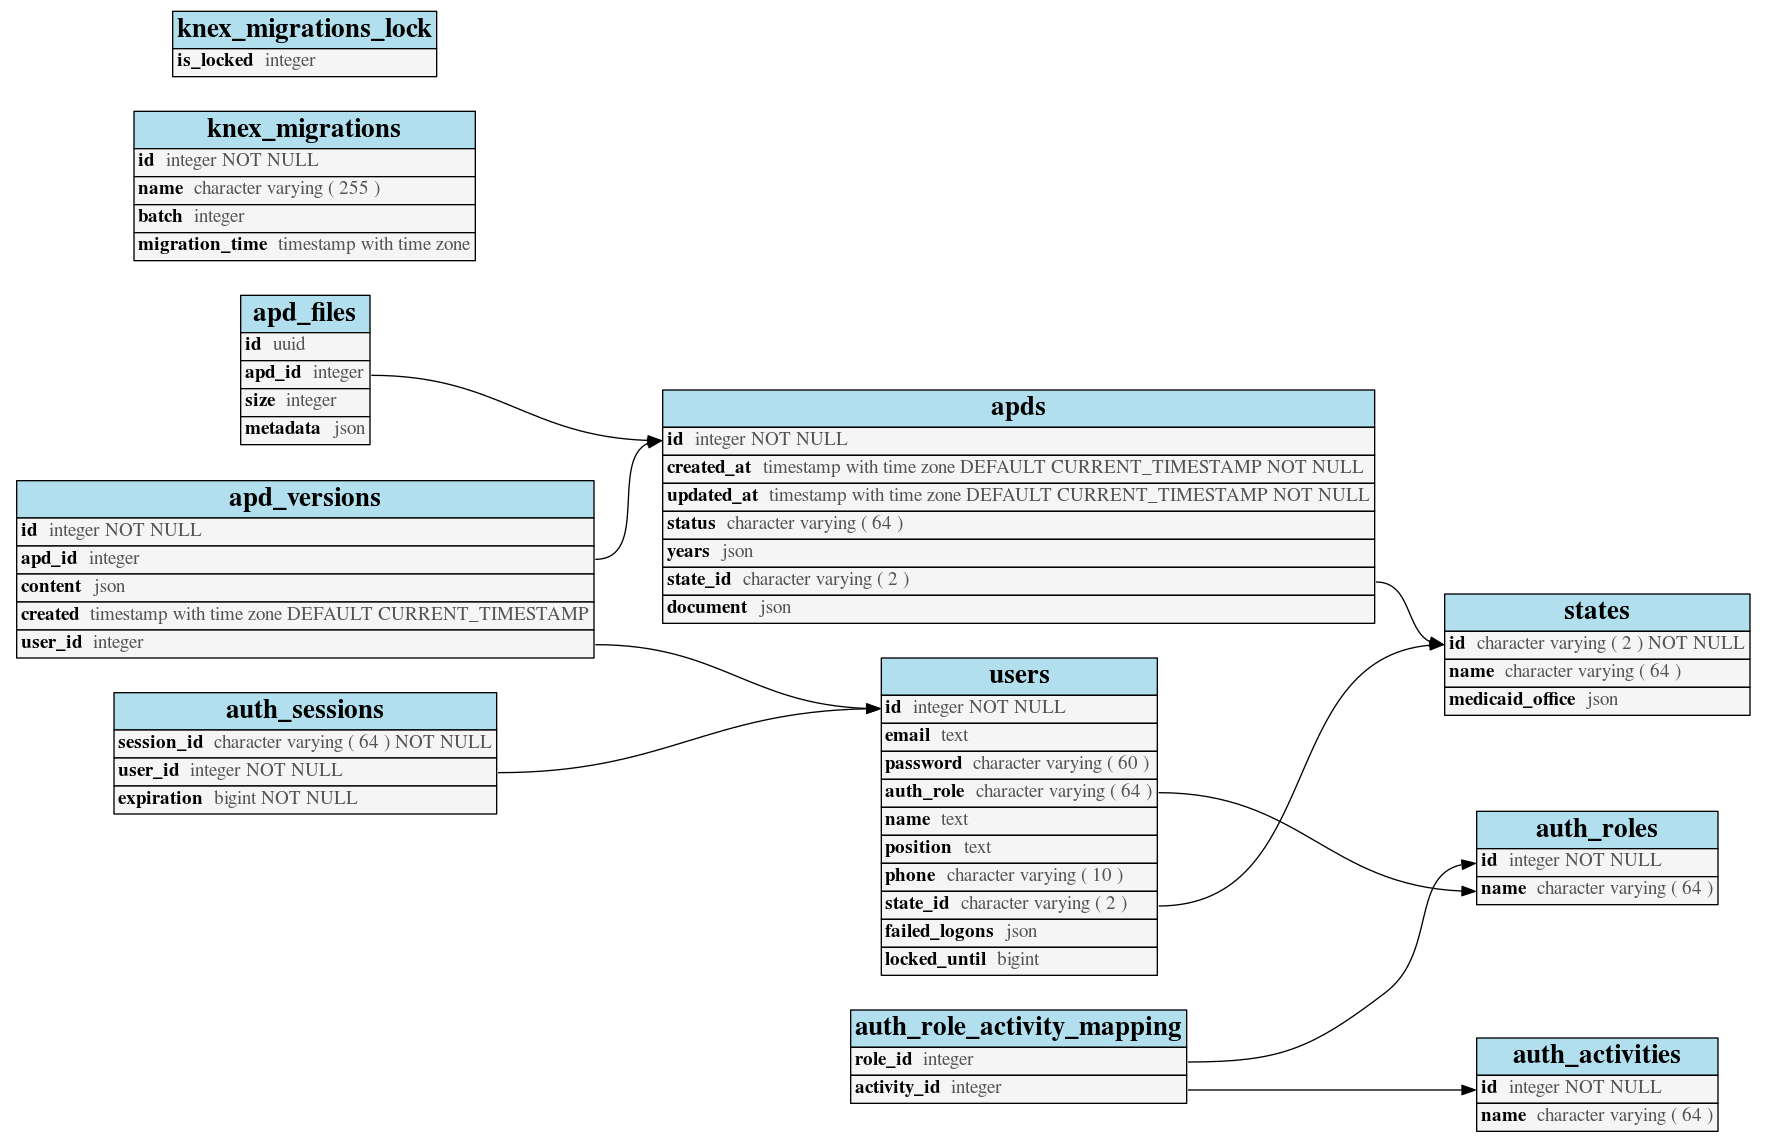 knex_migrations_lock
is_locked integer
knex_migrations
id integer NOT NULL
name character varying ( 255 )
batch integer
migration_time timestamp with time zone
apd_files
id uuid
apd_id integer
size integer
metadata json
apd_versions
id integer NOT NULL
apd_id integer
content json
created timestamp with time zone DEFAULT CURRENT_TIMESTAMP
user_id integer
auth_sessions
session_id character varying ( 64 ) NOT NULL
user_id integer NOT NULL
expiration bigint NOT NULL
apds
id integer NOT NULL
created_at timestamp with time zone DEFAULT CURRENT_TIMESTAMP NOT NULL
updated_at timestamp with time zone DEFAULT CURRENT_TIMESTAMP NOT NULL
status character varying ( 64 )
years json
state_id character varying ( 2 )
document json
users
id integer NOT NULL
email text
password character varying ( 60 )
auth_role character varying ( 64 )
name text
position text
phone character varying ( 10 )
state_id character varying ( 2 )
failed_logons json
locked_until bigint
auth_role_activity_mapping
role_id integer
activity_id integer
states
id character varying ( 2 ) NOT NULL
name character varying ( 64 )
medicaid_office json
auth_roles
id integer NOT NULL
name character varying ( 64 )
auth_activities
id integer NOT NULL
name character varying ( 64 )